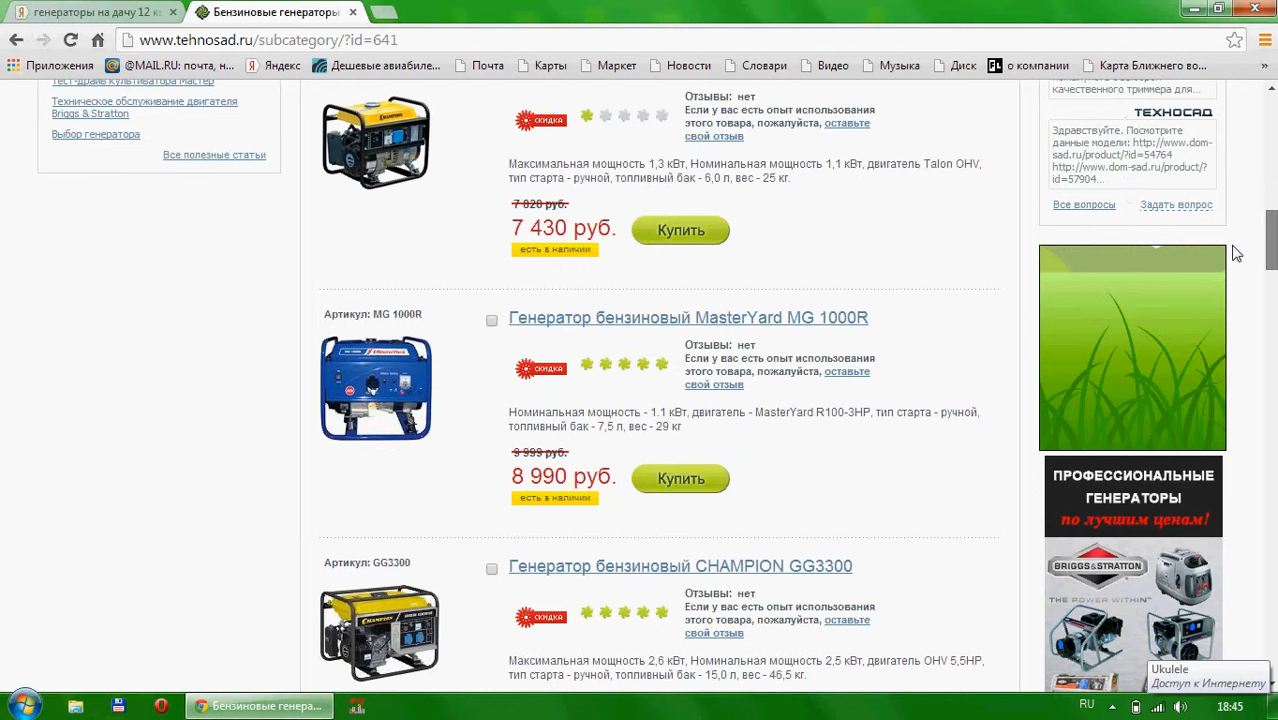 генераторы на дачу 12 к
Бензиновые генераторы
www.tehnosad.ru/subcategory/?id=641
Приложения
@MAIL.RU: почта, н...
Яндекс
Дешевые авиабиле...
Почта
Карты
Маркет
Новости
Словари
Видео
Музыка
Диск
о компании
Карта Ближнего во...
»
Тест-драйв культиватора Мастер
Техническое обслуживание двигателя
Briggs & Stratton
Выбор генератора
Все полезные статьи
CHAMPION
СКИДКА
Отзывы: нет
Если у вас есть опыт использования
этого товара, пожалуйста, оставьте
свой отзыв
Максимальная мощность 1,3 кВт, Номинальная мощность 1,1 кВт, двигатель Talon OHV,
тип старта - ручной, топливный бак - 6,0 л, вес - 25 кг.
7 820 руб.
7 430 руб.
Купить
есть в наличии
Артикул: MG 1000R
Генератор бензиновый MasterYard MG 1000R
СКИДКА
Отзывы: нет
Если у вас есть опыт использования
этого товара, пожалуйста, оставьте
свой отзыв
Номинальная мощность - 1.1 кВт, двигатель - MasterYard R100-3HP, тип старта - ручной,
топливный бак - 7,5 л, вес - 29 кг
9 999 руб.
8 990 руб.
Купить
есть в наличии
Артикул: GG3300
Генератор бензиновый CHAMPION GG3300
CHAMPION
СКИДКА
Отзывы: нет
Если у вас есть опыт использования
этого товара, пожалуйста, оставьте
свой отзыв
Максимальная мощность 2,6 кВт, Номинальная мощность 2,5 кВт, двигатель OHV 5,5HP,
тип старта - ручной, топливный бак - 15,0 л, вес - 46,5 кг.
качественного триммера для...
ТЕХНОСАД
Здравствуйте. Посмотрите
данные модели: http://www.dom-
sad.ru/product/?id=54764
http://www.dom-sad.ru/product/?
id=57904...
Все вопросы
Задать вопрос
ПРОФЕССИОНАЛЬНЫЕ
ГЕНЕРАТОРЫ
по лучшим ценам!
BRIGGS&STRATTON
THE POWER WITHIN
Ukulele
Доступ к Интернету
Бензиновые генера...
RU
18:45